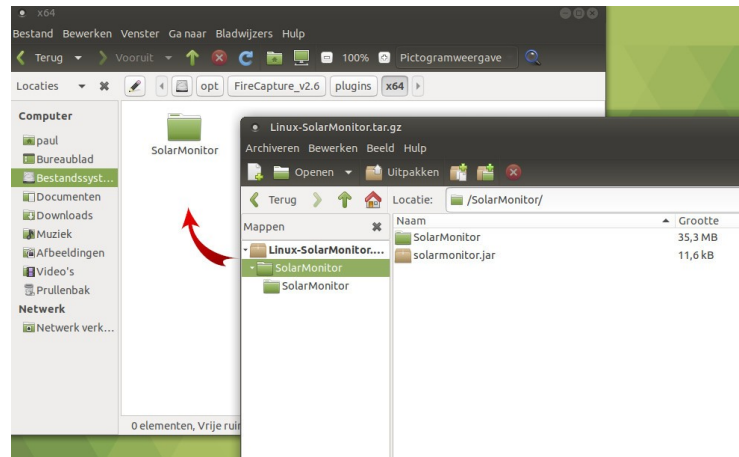 x64
Bestand Bewerken Venster Ga naar Bladwijzers Hulp
Terug Vooruit 100% Pictogramweergave
Locaties opt FireCapture_v2.6 plugins x64
Computer
paul
Bureaublad
Bestandssyst...
Documenten
Downloads
Muziek
Afbeeldingen
Video's
Prullenbak
Netwerk
Netwerk verk...
SolarMonitor
0 elementen, Vrije
Linux-SolarMonitor.tar.gz
Archiveren Bewerken Beeld Hulp
Openen Uitpakken
Terug Locatie: /SolarMonitor/
Mappen
Linux-SolarMonitor....
SolarMonitor
SolarMonitor
Naam Grootte
SolarMonitor 35,3 MB
solarmonitor.jar 11,6 kB